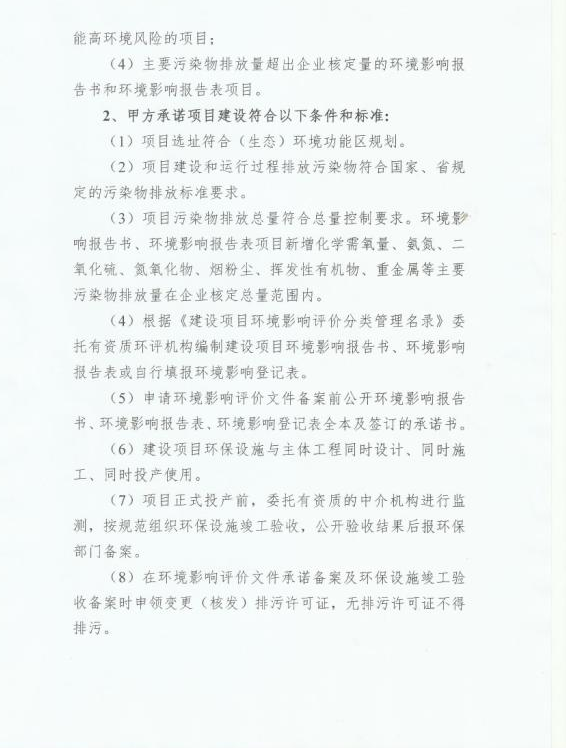 能高环境风险的项目；
（4）主要污染物排放量超出企业核定量的环境影响报
告书和环境影响报告表项目。
2、甲方承诺项目建设符合以下条件和标准：
（1）项目选址符合（生态）环境功能区规划。
（2）项目建设和运行过程排放污染物符合国家、省规
定的污染物排放标准要求。
（3）项目污染物排放总量符合总量控制要求。环境影
响报告书、环境影响报告表项目新增化学需氧量、氨氮、二
氧化硫、氮氧化物、烟粉尘、挥发性有机物、重金属等主要
污染物排放量在企业核定总量范围内。
（4）根据《建设项目环境影响评价分类管理名录》委
托有资质环评机构编制建设项目环境影响报告书、环境影响
报告表或自行填报环境影响登记表。
（5）申请环境影响评价文件备案前公开环境影响报告
书、环境影响报告表、环境影响登记表全本及签订的承诺书。
（6）建设项目环保设施与主体工程同时设计、同时施
工、同时投产使用。
（7）项目正式投产前，委托有资质的中介机构进行监
测，按规范组织环保设施竣工验收，公开验收结果后报环保
部门备案。
（8）在环境影响评价文件承诺备案及环保设施竣工验
收备案时申领变更（核发）排污许可证，无排污许可证不得
排污。